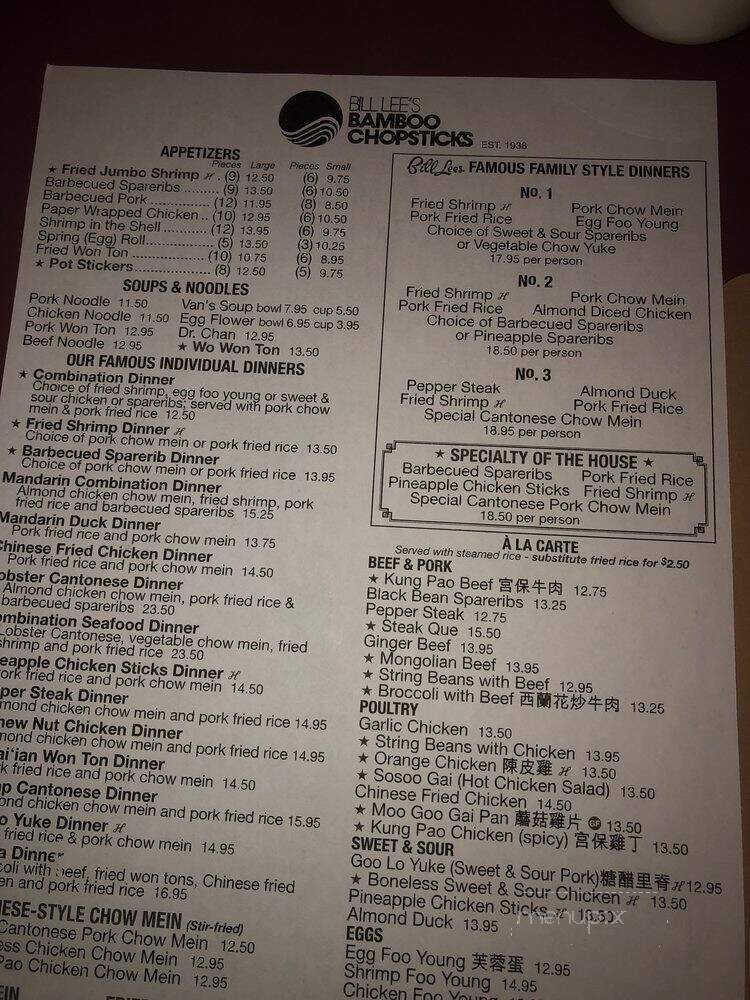 BILL LEE'S
BAMBOO
CHOPSTICKS EST. 1938
APPETIZERS
Pieces Large Pieces Small
★ Fried Jumbo Shrimp H . (9) 12.50 (6) 9.75
Barbecued Spareribs ......... (9) 13.50 (6) 10.50
Barbecued Pork ............... (12) 11.95 (8) 8.50
Paper Wrapped Chicken .. (10) 12.95 (6) 10.50
Shrimp in the Shell ........... (12) 13.95 (6) 9.75
Spring (Egg) Roll................. (5) 13.50 (3) 10.25
Fried Won Ton .................. (10) 10.75 (6) 8.95
★ Pot Stickers.................... (8) 12.50 (5) 9.75
SOUPS & NOODLES
Pork Noodle 11.50 Van's Soup bowl 7.95 cup 5.50
Chicken Noodle 11.50 Egg Flower bowl 6.95 cup 3.95
Pork Won Ton 12.95 Dr. Chan 12.95
Beef Noodle 12.95 ★ Wo Won Ton 13.50
OUR FAMOUS INDIVIDUAL DINNERS
★ Combination Dinner
Choice of fried shrimp, egg foo young or sweet &
sour chicken or spareribs; served with pork chow
mein & pork fried rice 12.50
★ Fried Shrimp Dinner H
Choice of pork chow mein or pork fried rice 13.50
★ Barbecued Sparerib Dinner
Choice of pork chow mein or pork fried rice 13.95
Mandarin Combination Dinner
Almond chicken chow mein, fried shrimp, pork
fried rice and barbecued spareribs 15.25
Mandarin Duck Dinner
Pork fried rice and pork chow mein 13.75
Chinese Fried Chicken Dinner
Pork fried rice and pork chow mein 14.50
obster Cantonese Dinner
Almond chicken chow mein, pork fried rice &
barbecued spareribs 23.50
ombination Seafood Dinner
Lobster Cantonese, vegetable chow mein, fried
shrimp and pork fried rice 23.50
eapple Chicken Sticks Dinner H
ork fried rice and pork chow mein 14.50
per Steak Dinner
mond chicken chow mein and pork fried rice 14.95
hew Nut Chicken Dinner
mond chicken chow mein and pork fried rice 14.95
ai'ian Won Ton Dinner
k fried rice and pork chow mein 14.50
p Cantonese Dinner
ond chicken chow mein and pork fried rice 15.95
o Yuke Dinner H
fried rice & pork chow mein 14.95
a Dinner
coli with beef, fried won tons, Chinese fried
en and pork fried rice 16.95
ESE-STYLE CHOW MEIN (Stir-fried)
Cantonese Pork Chow Mein 12.50
ess Chicken Chow Mein 12.95
Pao Chicken Chow Mein 12.95
EIN
Bill Lee's FAMOUS FAMILY STYLE DINNERS
No. 1
Fried Shrimp H Pork Chow Mein
Pork Fried Rice Egg Foo Young
Choice of Sweet & Sour Spareribs
or Vegetable Chow Yuke
17.95 per person
No. 2
Fried Shrimp H Pork Chow Mein
Pork Fried Rice Almond Diced Chicken
Choice of Barbecued Spareribs
or Pineapple Spareribs
18.50 per person
No. 3
Pepper Steak Almond Duck
Fried Shrimp H Pork Fried Rice
Special Cantonese Chow Mein
18.95 per person
★ SPECIALTY OF THE HOUSE ★
Barbecued Spareribs Pork Fried Rice
Pineapple Chicken Sticks Fried Shrimp H
Special Cantonese Pork Chow Mein
18.50 per person
À LA CARTE
Served with steamed rice - substitute fried rice for $2.50
BEEF & PORK
★ Kung Pao Beef 宮保牛肉 12.75
Black Bean Spareribs 13.25
Pepper Steak 12.75
★ Steak Que 15.50
Ginger Beef 13.95
★ Mongolian Beef 13.95
★ String Beans with Beef 12.95
★ Broccoli with Beef 西蘭花炒牛肉 13.25
POULTRY
Garlic Chicken 13.50
★ String Beans with Chicken 13.95
★ Orange Chicken 陳皮雞 H 13.50
★ Sosoo Gai (Hot Chicken Salad) 13.50
Chinese Fried Chicken 14.50
★ Moo Goo Gai Pan 蘑菇雞片 GF 13.50
★ Kung Pao Chicken (spicy) 宮保雞丁 13.50
SWEET & SOUR
Goo Lo Yuke (Sweet & Sour Pork) 糖醋里脊 H 12.95
★ Boneless Sweet & Sour Chicken H 13.50
Pineapple Chicken Sticks H 13.50
Almond Duck 13.95
menupix
EGGS
Egg Foo Young 芙蓉蛋 12.95
Shrimp Foo Young 14.95
Chicken Foo Young